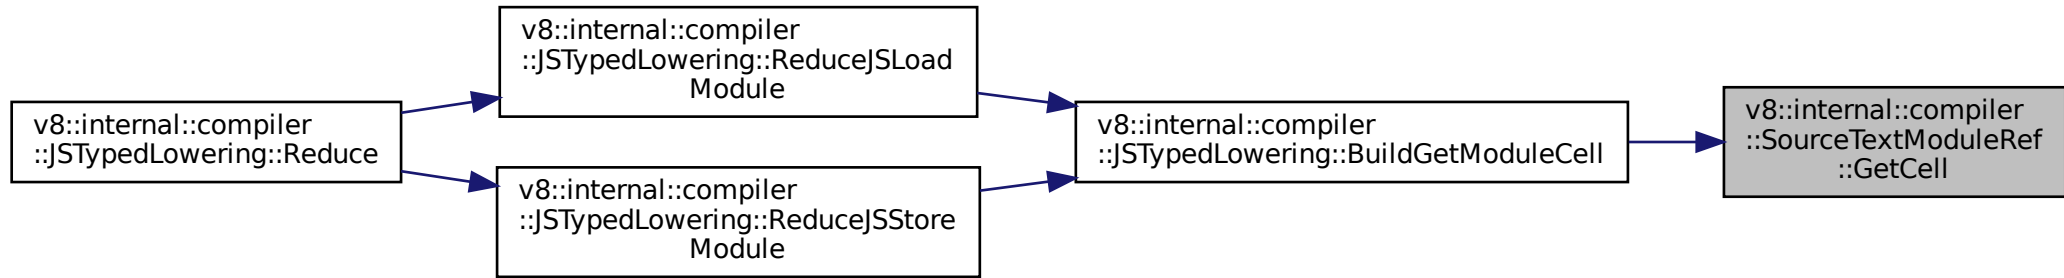 v8::internal::compiler
::JSTypedLowering::Reduce
v8::internal::compiler
::JSTypedLowering::ReduceJSLoad
Module
v8::internal::compiler
::JSTypedLowering::ReduceJSStore
Module
v8::internal::compiler
::JSTypedLowering::BuildGetModuleCell
v8::internal::compiler
::SourceTextModuleRef
::GetCell